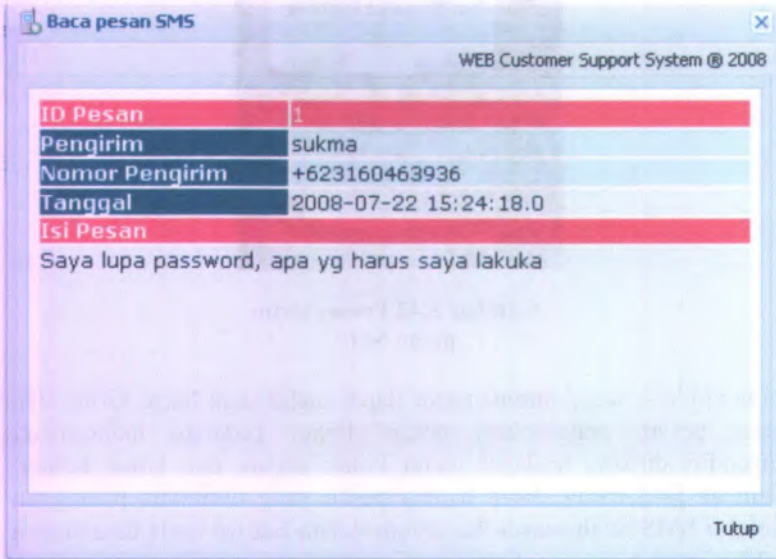 Baca pesan SMS
WEB Customer Support System ® 2008
ID Pesan 1
Pengirim sukma
Nomor Pengirim +623160463936
Tanggal 2008-07-22 15:24:18.0
Isi Pesan
Saya lupa password, apa yg harus saya lakuka
Tutup